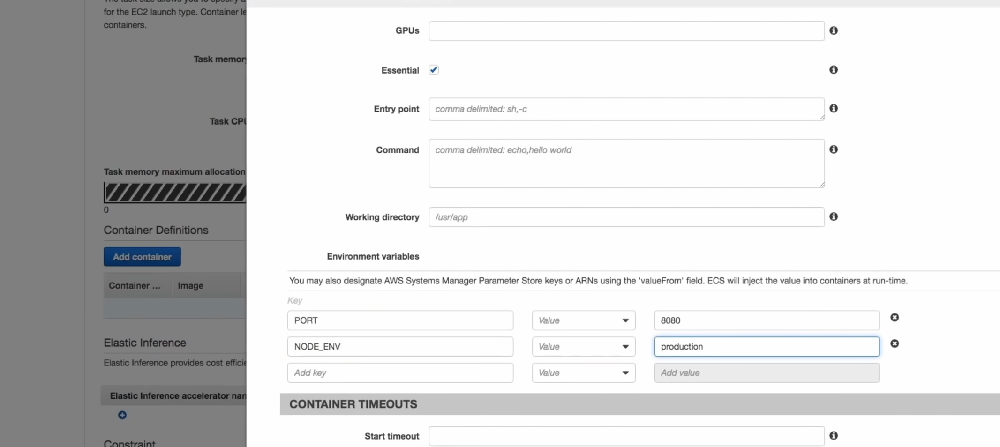 for the EC2 launch type. Container le
containers.
Task memory
Task CPU
Task memory maximum allocation
0
Container Definitions
Add container
Container ... Image
Elastic Inference
Elastic Inference provides cost efficie
Elastic Inference accelerator nam
Constraint
GPUs
Essential
Entry point comma delimited: sh,-c
Command comma delimited: echo,hello world
Working directory /usr/app
Environment variables
You may also designate AWS Systems Manager Parameter Store keys or ARNs using the 'valueFrom' field. ECS will inject the value into containers at run-time.
Key
PORT Value 8080
NODE_ENV Value production
Add key Value Add value
CONTAINER TIMEOUTS
Start timeout